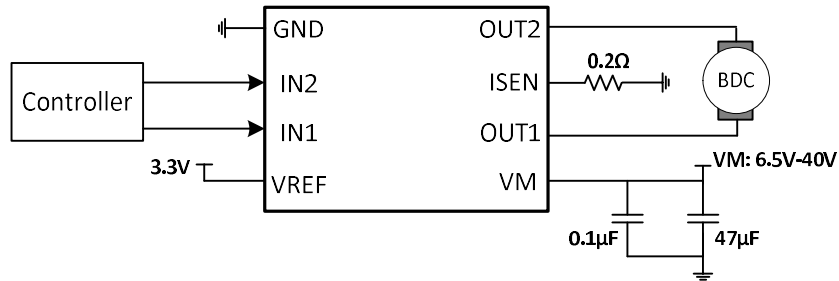 GND
OUT2
IN2
ISEN
0.2Ω
BDC
Controller
IN1
OUT1
3.3V
VREF
VM
VM: 6.5V-40V
0.1μF
47μF